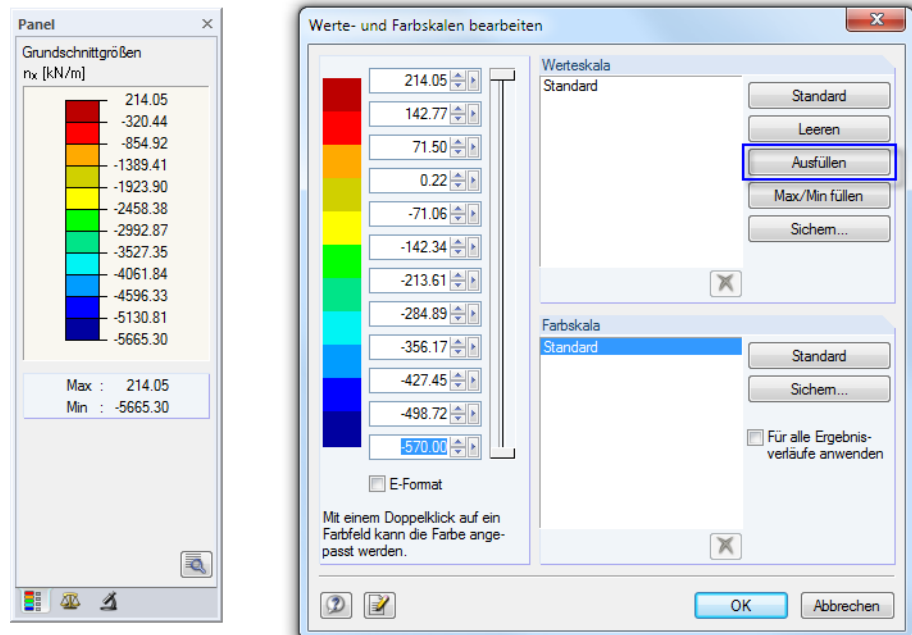 Panel
Grundschnittgrößen
nx [kN/m]
214.05
-320.44
-854.92
-1389.41
-1923.90
-2458.38
-2992.87
-3527.35
-4061.84
-4596.33
-5130.81
-5665.30
Max : 214.05
Min : -5665.30
Werte- und Farbskalen bearbeiten
214.05
142.77
71.50
0.22
-71.06
-142.34
-213.61
-284.89
-356.17
-427.45
-498.72
-570.00
E-Format
Mit einem Doppelklick auf ein
Farbfeld kann die Farbe ange-
passt werden.
Werteskala
Standard
Standard
Leeren
Ausfüllen
Max/Min füllen
Sichern...
Farbskala
Standard
Standard
Sichern...
Für alle Ergebnis-
verläufe anwenden
OK
Abbrechen